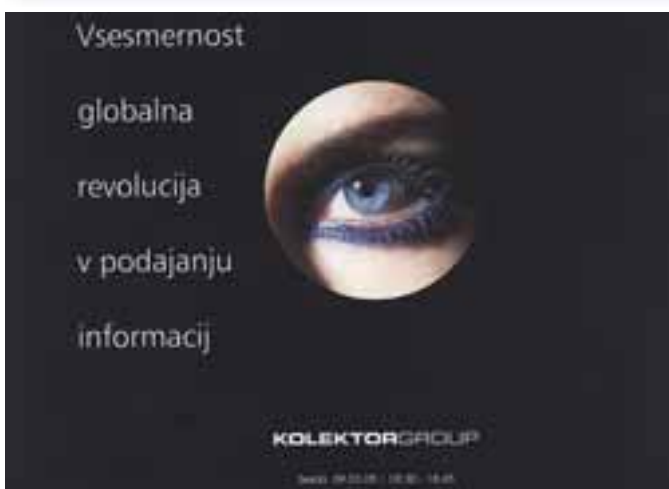 Vsesmernost
globalna
revolucija
v podajanju
informacij
KOLEKTORGROUP